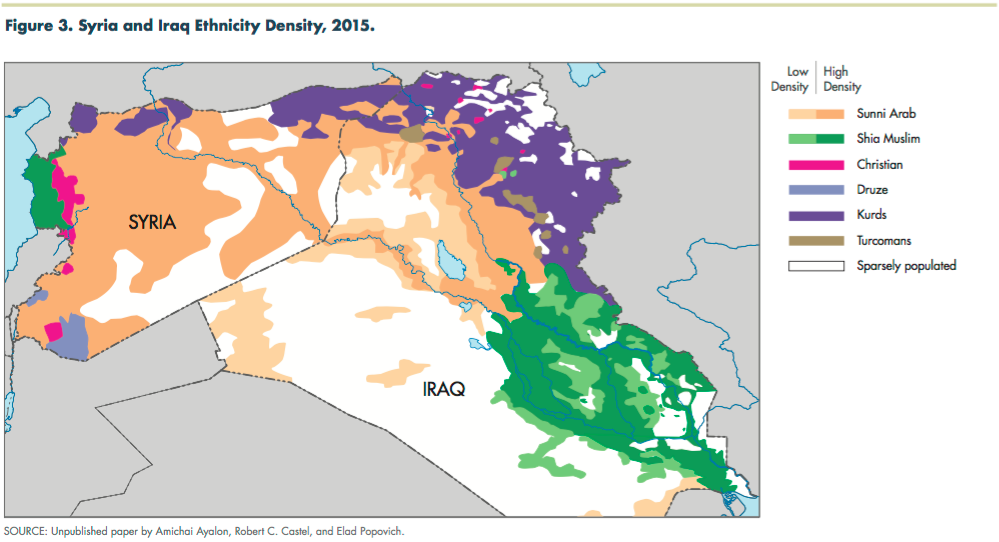 Figure 3. Syria and Iraq Ethnicity Density, 2015.
Low Density
High Density
Sunni Arab
Shia Muslim
Christian
Druze
Kurds
Turcomans
Sparsely populated
SYRIA
IRAQ
SOURCE: Unpublished paper by Amichai Ayalon, Robert C. Castel, and Elad Popovich.